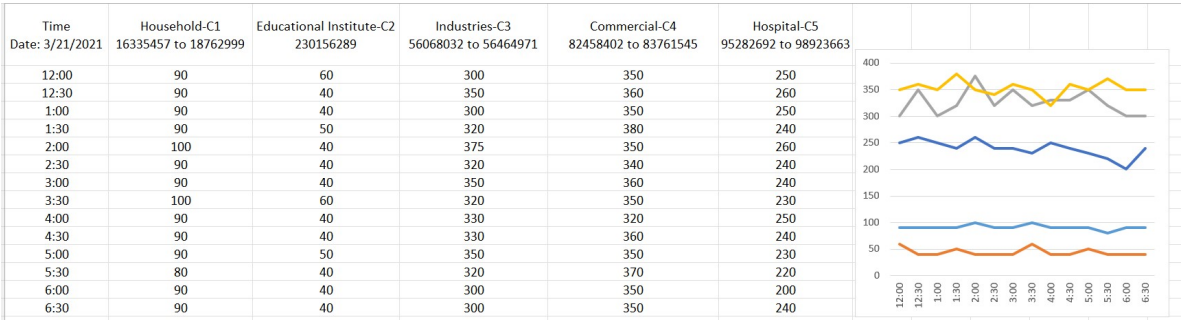 Time Household-C1 Educational Institute-C2 Industries-C3 Commercial-C4 Hospital-C5
Date: 3/21/2021 16335457 to 18762999 230156289 56068032 to 56464971 82458402 to 83761545 95282692 to 98923663
12:00 90 60 300 350 250
12:30 90 40 350 360 260
1:00 90 40 300 350 250
1:30 90 50 320 380 240
2:00 100 40 375 350 260
2:30 90 40 320 340 240
3:00 90 40 350 360 240
3:30 100 60 320 350 230
4:00 90 40 330 320 250
4:30 90 40 330 360 240
5:00 90 50 350 350 230
5:30 80 40 320 370 220
6:00 90 40 300 350 200
6:30 90 40 300 350 240
400
350
300
250
200
150
100
50
0
12:00 12:30 1:00 1:30 2:00 2:30 3:00 3:30 4:00 4:30 5:00 5:30 6:00 6:30